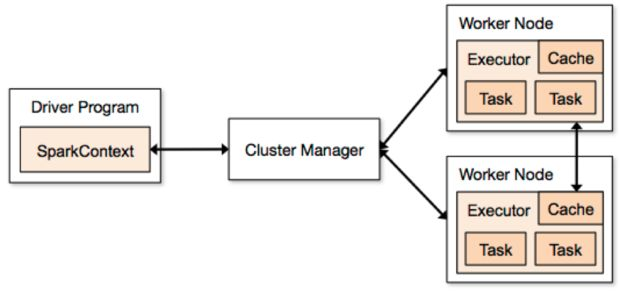 Driver Program
SparkContext
Cluster Manager
Worker Node
Executor Cache
Task Task
Worker Node
Executor Cache
Task Task